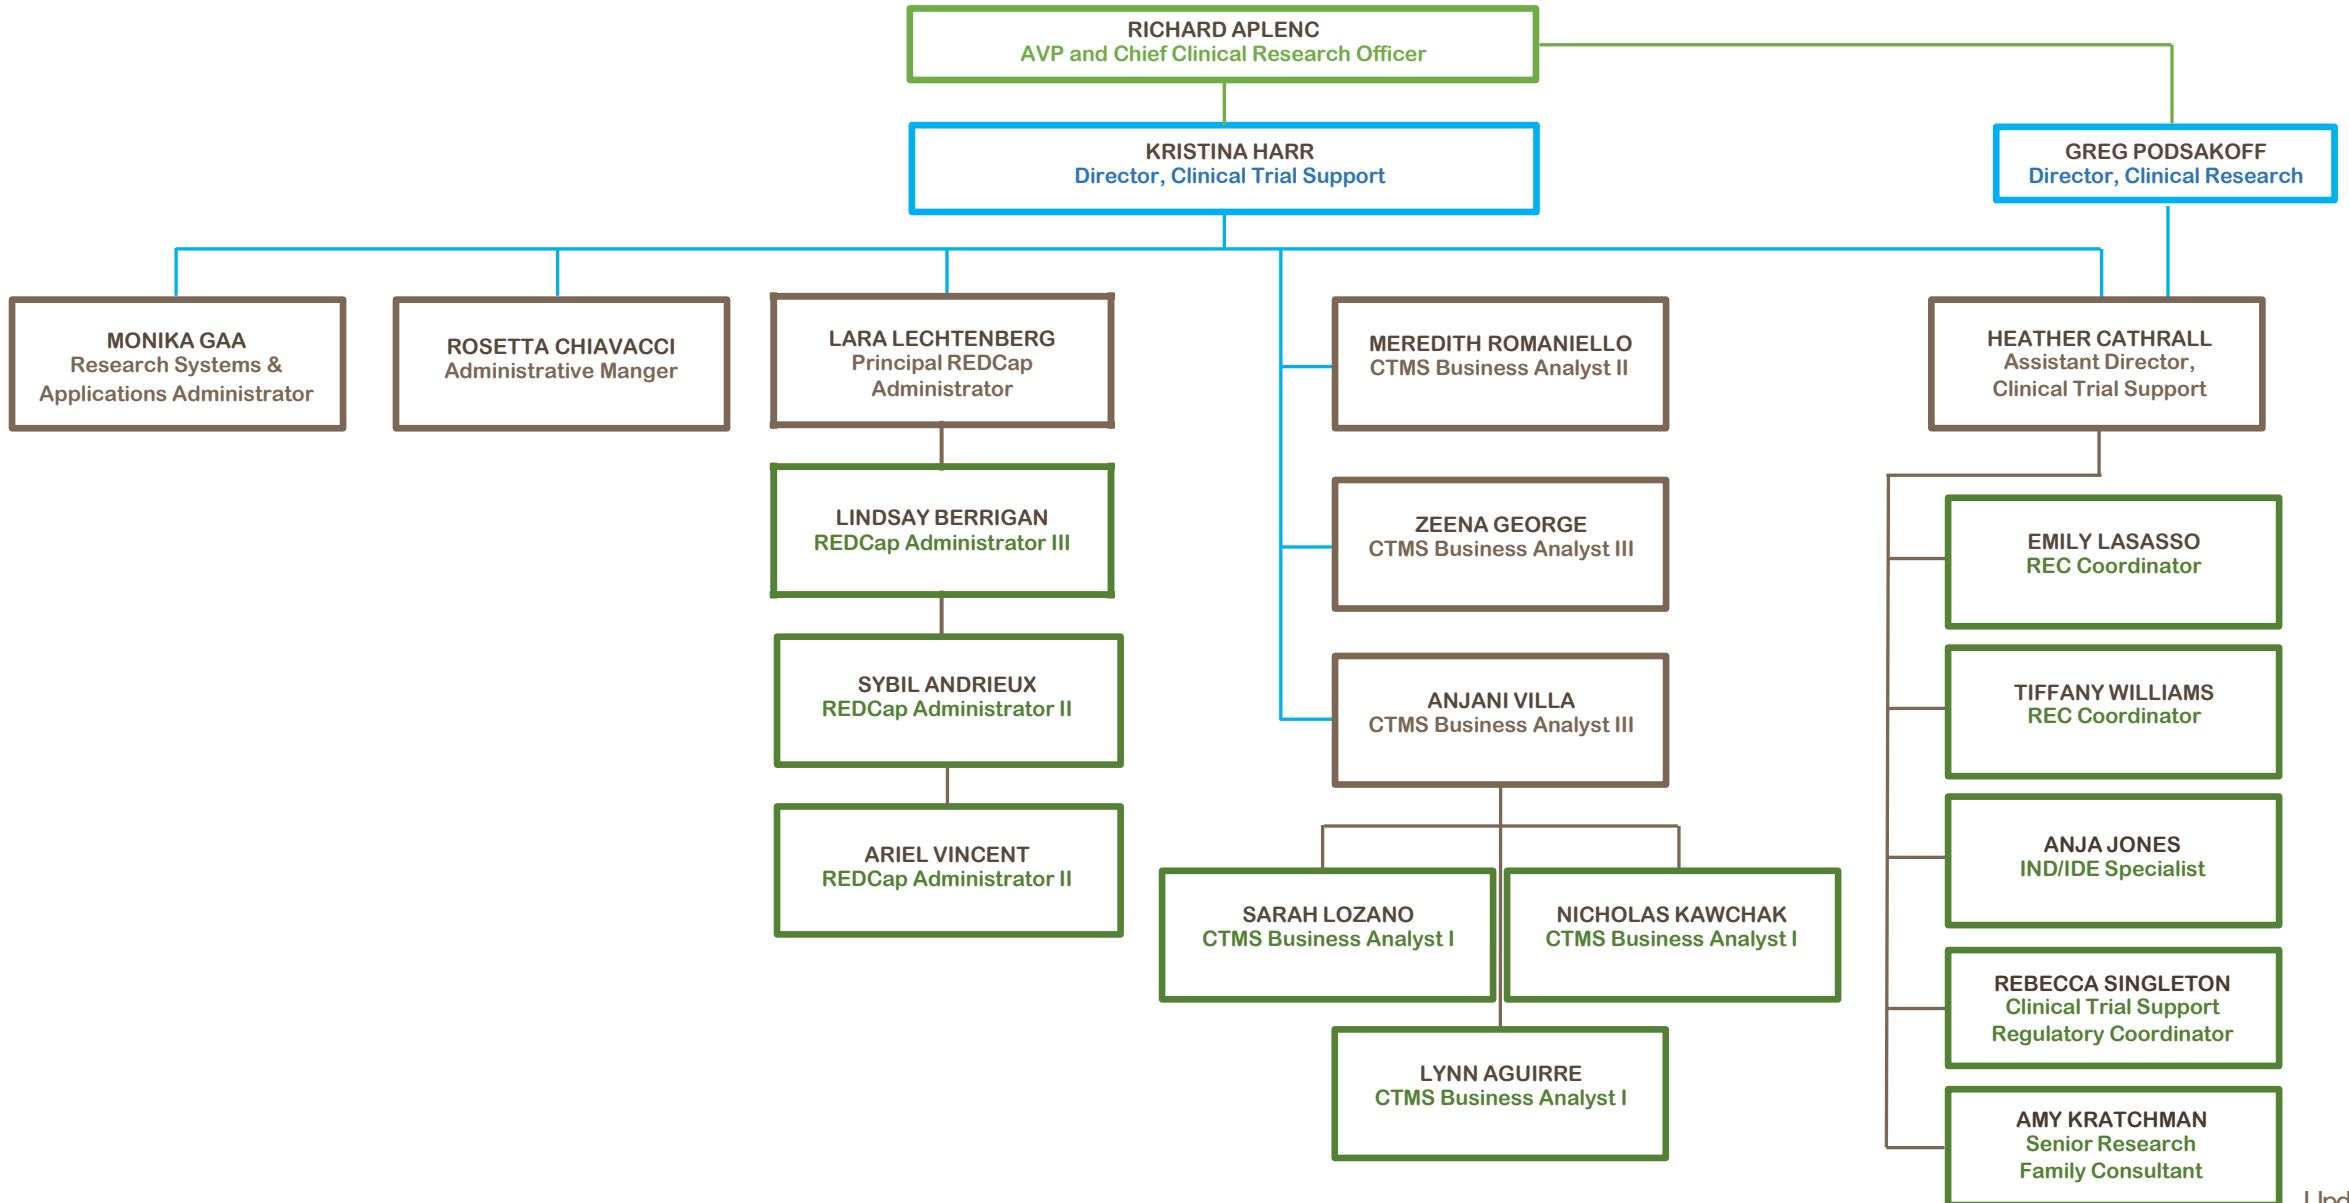 RICHARD APLENC
AVP and Chief Clinical Research Officer
KRISTINA HARR
Director, Clinical Trial Support
GREG PODSAKOFF
Director, Clinical Research
MONIKA GAA
Research Systems &
Applications Administrator
ROSETTA CHIAVACCI
Administrative Manger
LARA LECHTENBERG
Principal REDCap
Administrator
MEREDITH ROMANIELLO
CTMS Business Analyst II
HEATHER CATHRALL
Assistant Director,
Clinical Trial Support
LINDSAY BERRIGAN
REDCap Administrator III
ZEENA GEORGE
CTMS Business Analyst III
EMILY LASASSO
REC Coordinator
SYBIL ANDRIEUX
REDCap Administrator II
ANJANI VILLA
CTMS Business Analyst III
TIFFANY WILLIAMS
REC Coordinator
ARIEL VINCENT
REDCap Administrator II
ANJA JONES
IND/IDE Specialist
SARAH LOZANO
CTMS Business Analyst I
NICHOLAS KAWCHAK
CTMS Business Analyst I
REBECCA SINGLETON
Clinical Trial Support
Regulatory Coordinator
LYNN AGUIRRE
CTMS Business Analyst I
AMY KRATCHMAN
Senior Research
Family Consultant